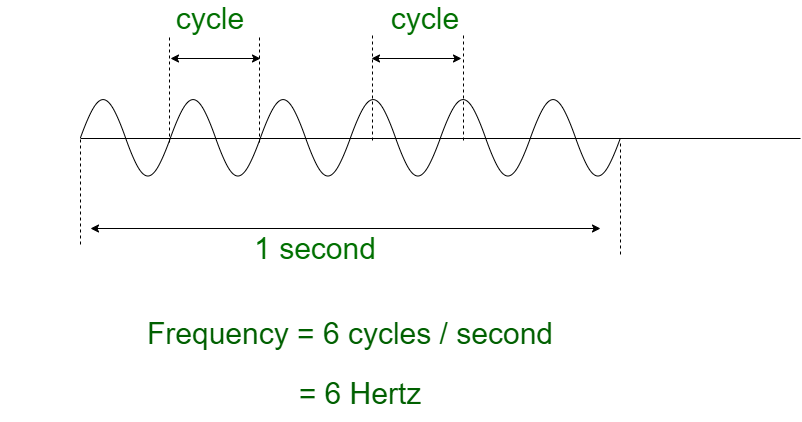 cycle cycle
1 second
Frequency = 6 cycles / second
= 6 Hertz